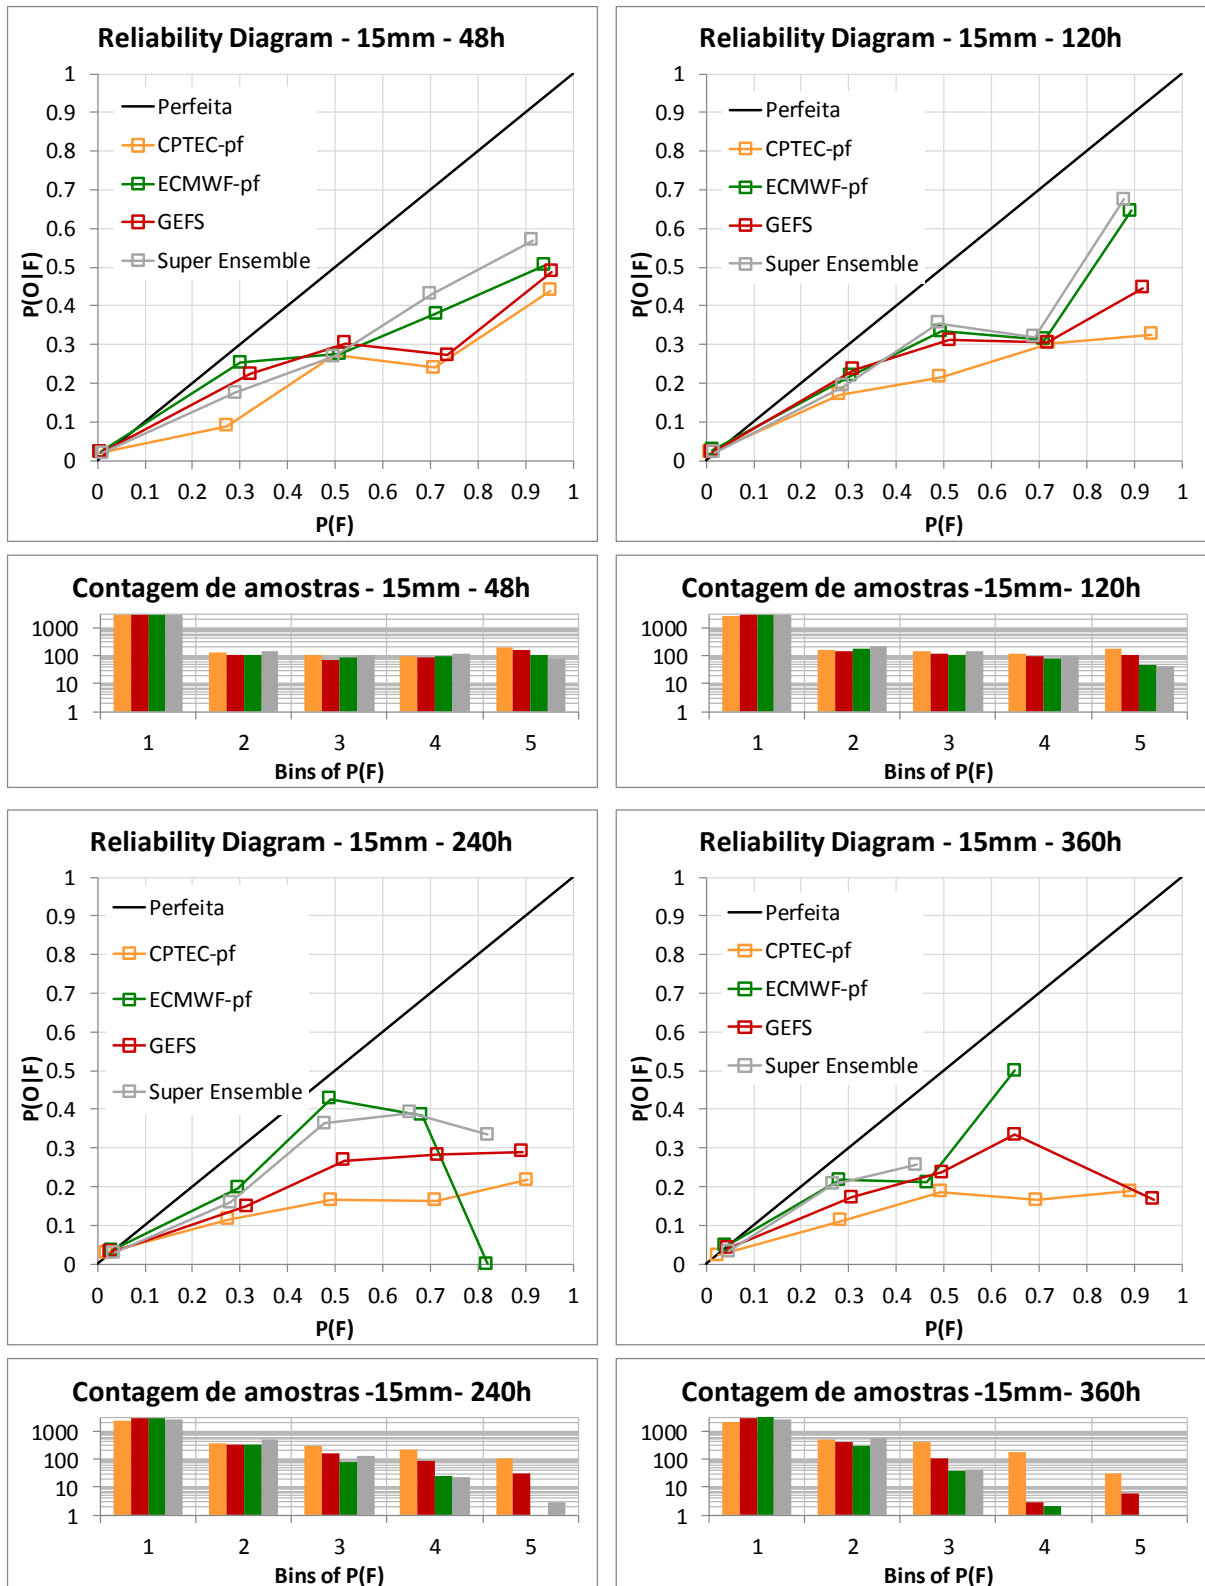 Reliability Diagram - 15mm - 48h
1
0.9
0.8
0.7
0.6
0.5
0.4
0.3
0.2
0.1
0
P(O|F)
Perfeita
CPTEC-pf
ECMWF-pf
GEFS
Super Ensemble
0 0.1 0.2 0.3 0.4 0.5 0.6 0.7 0.8 0.9 1
P(F)
Reliability Diagram - 15mm - 120h
1
0.9
0.8
0.7
0.6
0.5
0.4
0.3
0.2
0.1
0
P(O|F)
Perfeita
CPTEC-pf
ECMWF-pf
GEFS
Super Ensemble
0 0.1 0.2 0.3 0.4 0.5 0.6 0.7 0.8 0.9 1
P(F)
Contagem de amostras - 15mm - 48h
1000
100
10
1
1 2 3 4 5
Bins of P(F)
Contagem de amostras -15mm- 120h
1000
100
10
1
1 2 3 4 5
Bins of P(F)
Reliability Diagram - 15mm - 240h
1
0.9
0.8
0.7
0.6
0.5
0.4
0.3
0.2
0.1
0
P(O|F)
Perfeita
CPTEC-pf
ECMWF-pf
GEFS
Super Ensemble
0 0.1 0.2 0.3 0.4 0.5 0.6 0.7 0.8 0.9 1
P(F)
Reliability Diagram - 15mm - 360h
1
0.9
0.8
0.7
0.6
0.5
0.4
0.3
0.2
0.1
0
P(O|F)
Perfeita
CPTEC-pf
ECMWF-pf
GEFS
Super Ensemble
0 0.1 0.2 0.3 0.4 0.5 0.6 0.7 0.8 0.9 1
P(F)
Contagem de amostras -15mm- 240h
1000
100
10
1
1 2 3 4 5
Bins of P(F)
Contagem de amostras -15mm- 360h
1000
100
10
1
1 2 3 4 5
Bins of P(F)